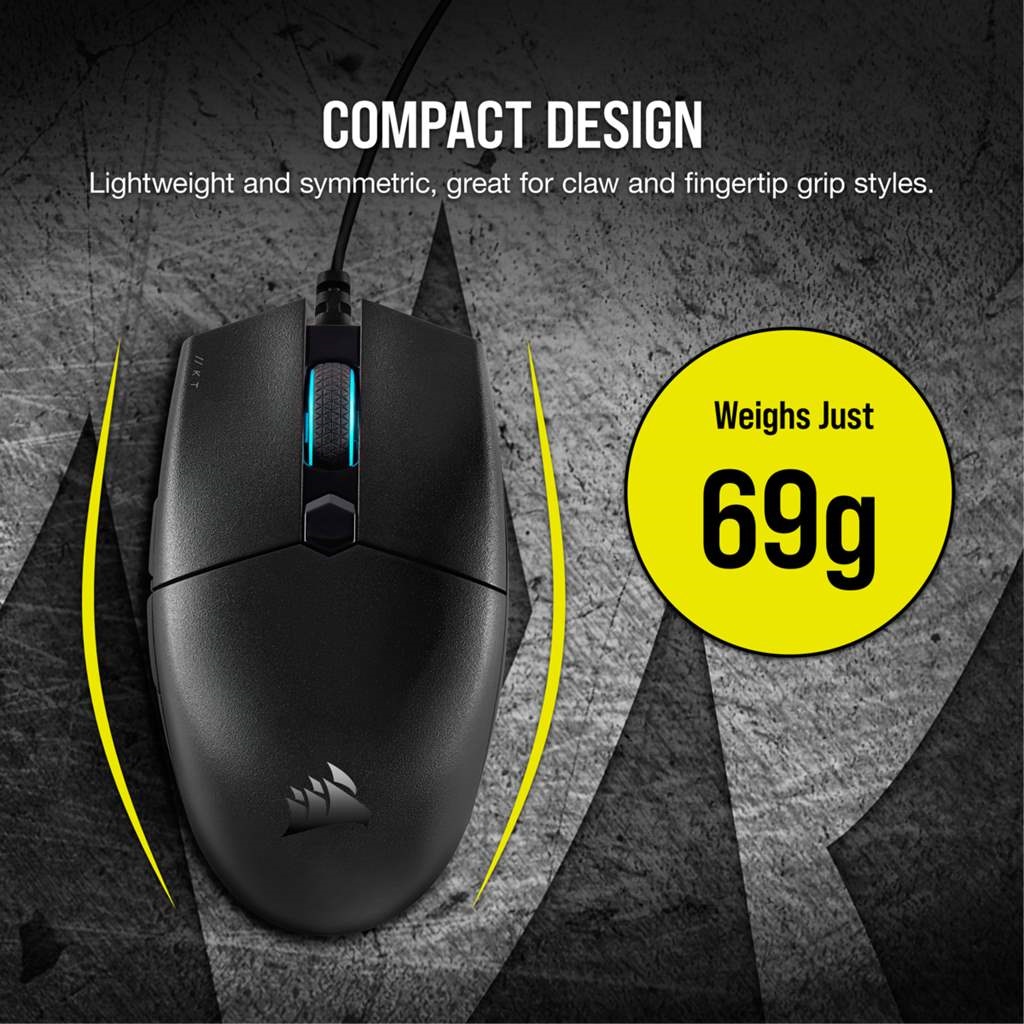 COMPACT DESIGN
Lightweight and symmetric, great for claw and fingertip grip styles.
// K T
Weighs Just
69g